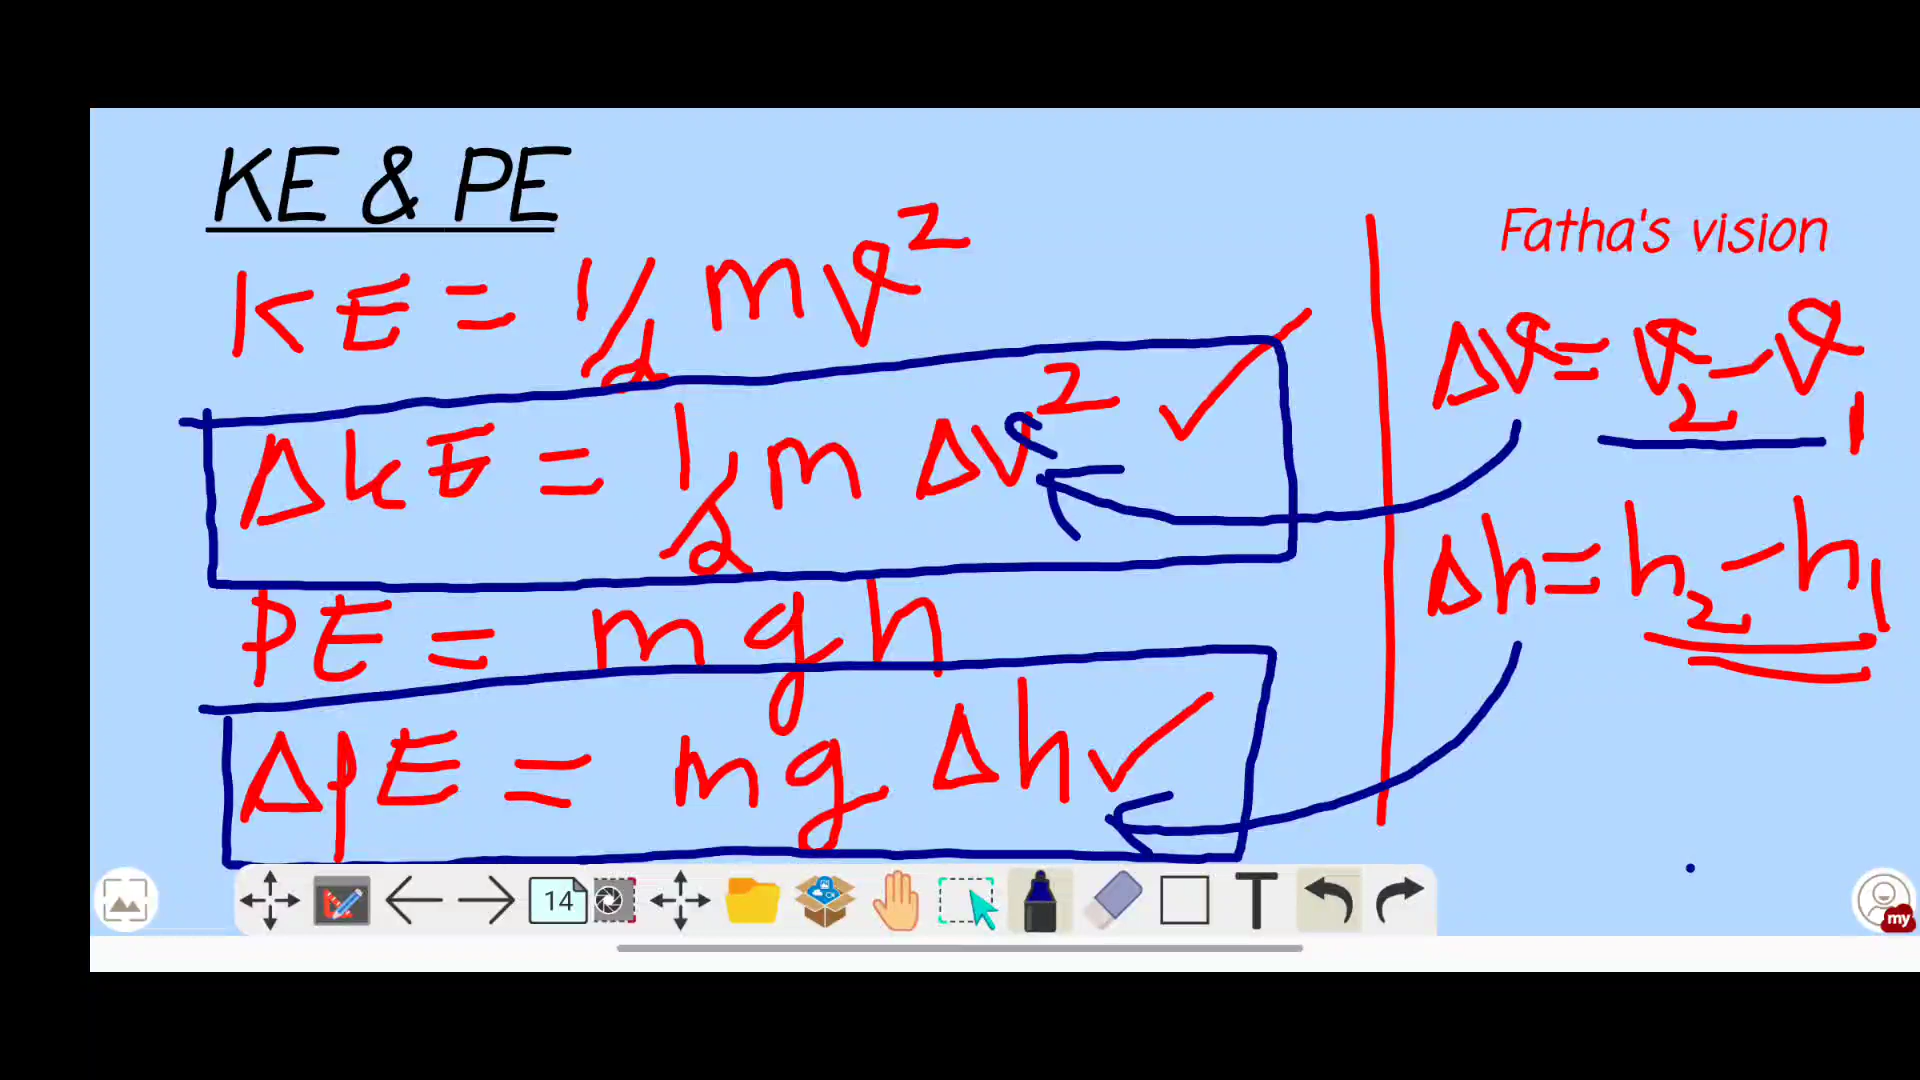 KE & PE
KE = 1/2 mv²
ΔKE = 1/2 m Δv²
PE = mgh
ΔPE = mg Δh
Fatha's vision
Δv = v₂ - v₁
Δh = h₂ - h₁
14
T
my